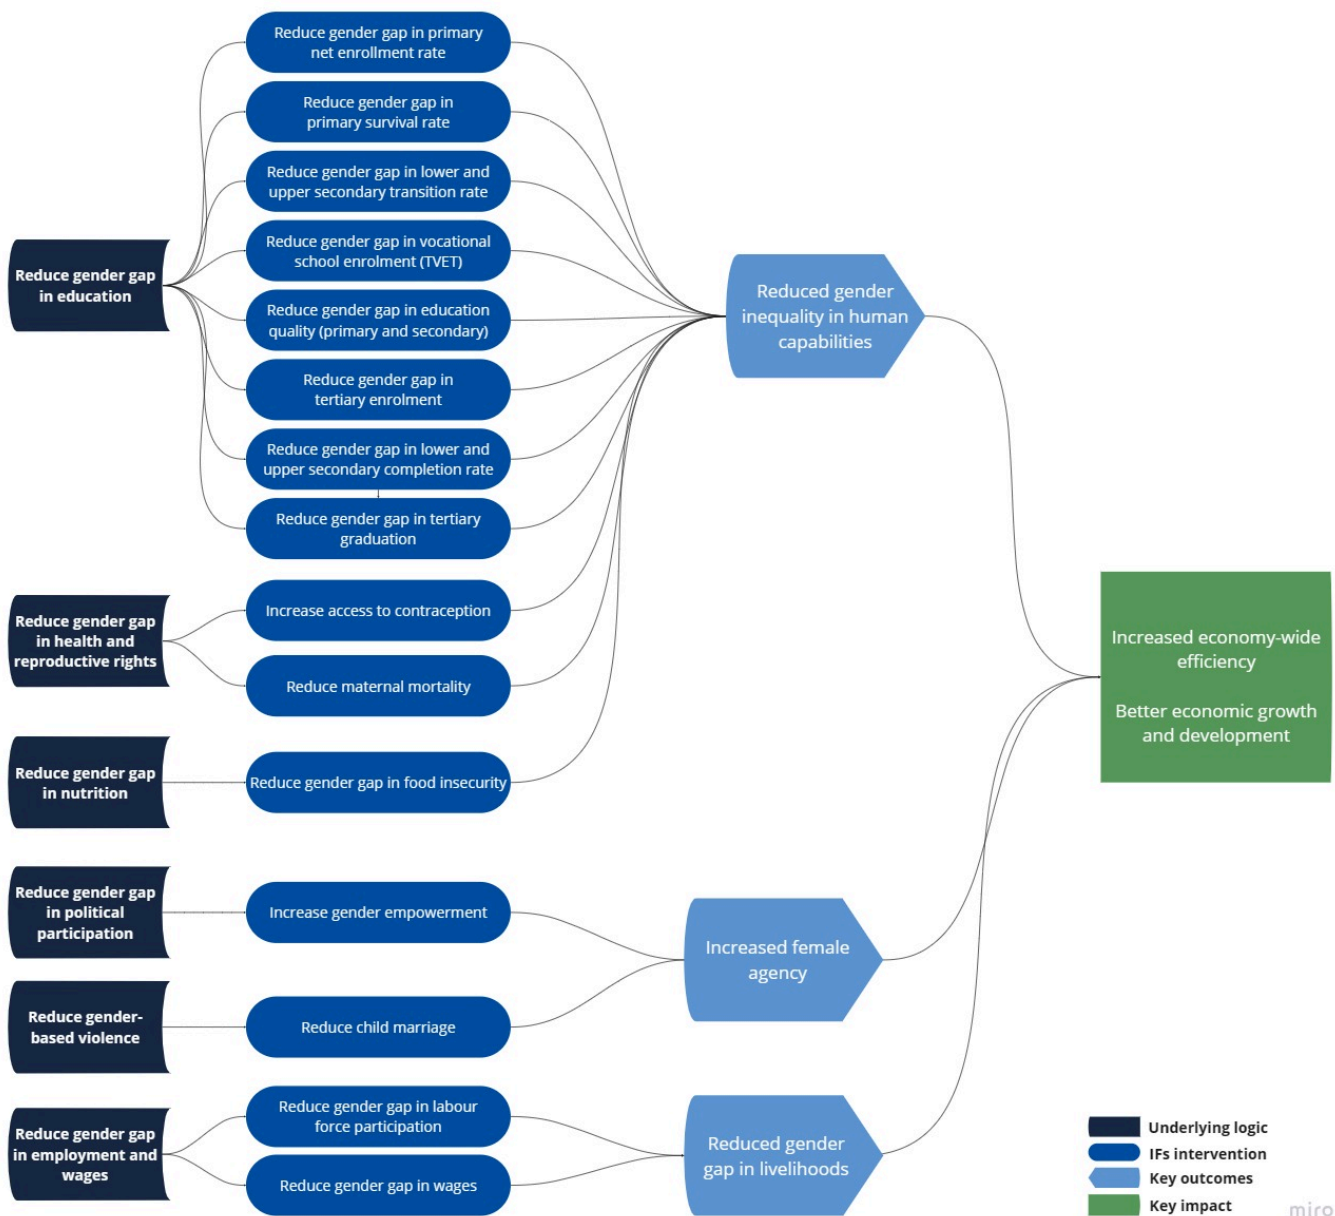 Reduce gender gap in primary
net enrollment rate
Reduce gender gap in
primary survival rate
Reduce gender gap in lower and
upper secondary transition rate
Reduce gender gap in vocational
school enrolment (TVET)
Reduce gender gap in education
quality (primary and secondary)
Reduce gender gap in
tertiary enrolment
Reduce gender gap in lower and
upper secondary completion rate
Reduce gender gap in tertiary
graduation
Reduce gender gap
in education
Reduced gender
inequality in human
capabilities
Reduce gender gap
in health and
reproductive rights
Increase access to contraception
Reduce maternal mortality
Reduce gender gap
in nutrition
Reduce gender gap in food insecurity
Increased economy-wide
efficiency
Better economic growth
and development
Reduce gender gap
in political
participation
Increase gender empowerment
Increased female
agency
Reduce gender-
based violence
Reduce child marriage
Reduce gender gap
in employment and
wages
Reduce gender gap in labour
force participation
Reduce gender gap in wages
Reduced gender
gap in livelihoods
Underlying logic
IFs intervention
Key outcomes
Key impact
miro